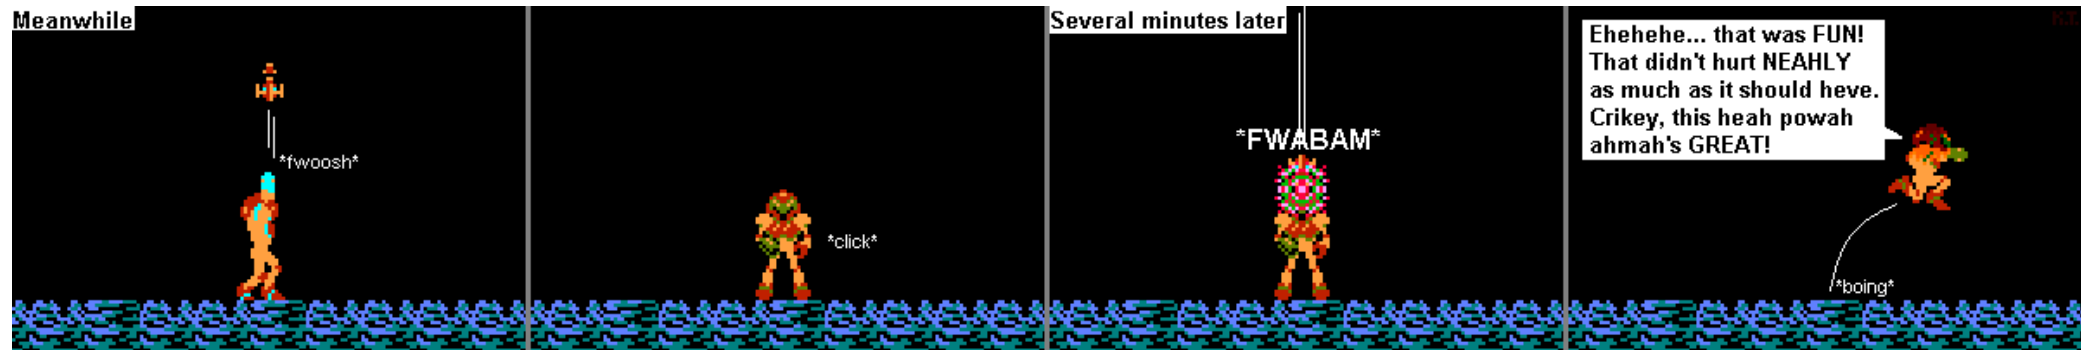 Meanwhile
*fwoosh*
*click*
Several minutes later
*FWABAM*
Ehehehe... that was FUN!
That didn't hurt NEAHLY
as much as it should heve.
Crikey, this heah powah
ahmah's GREAT!
*boing*